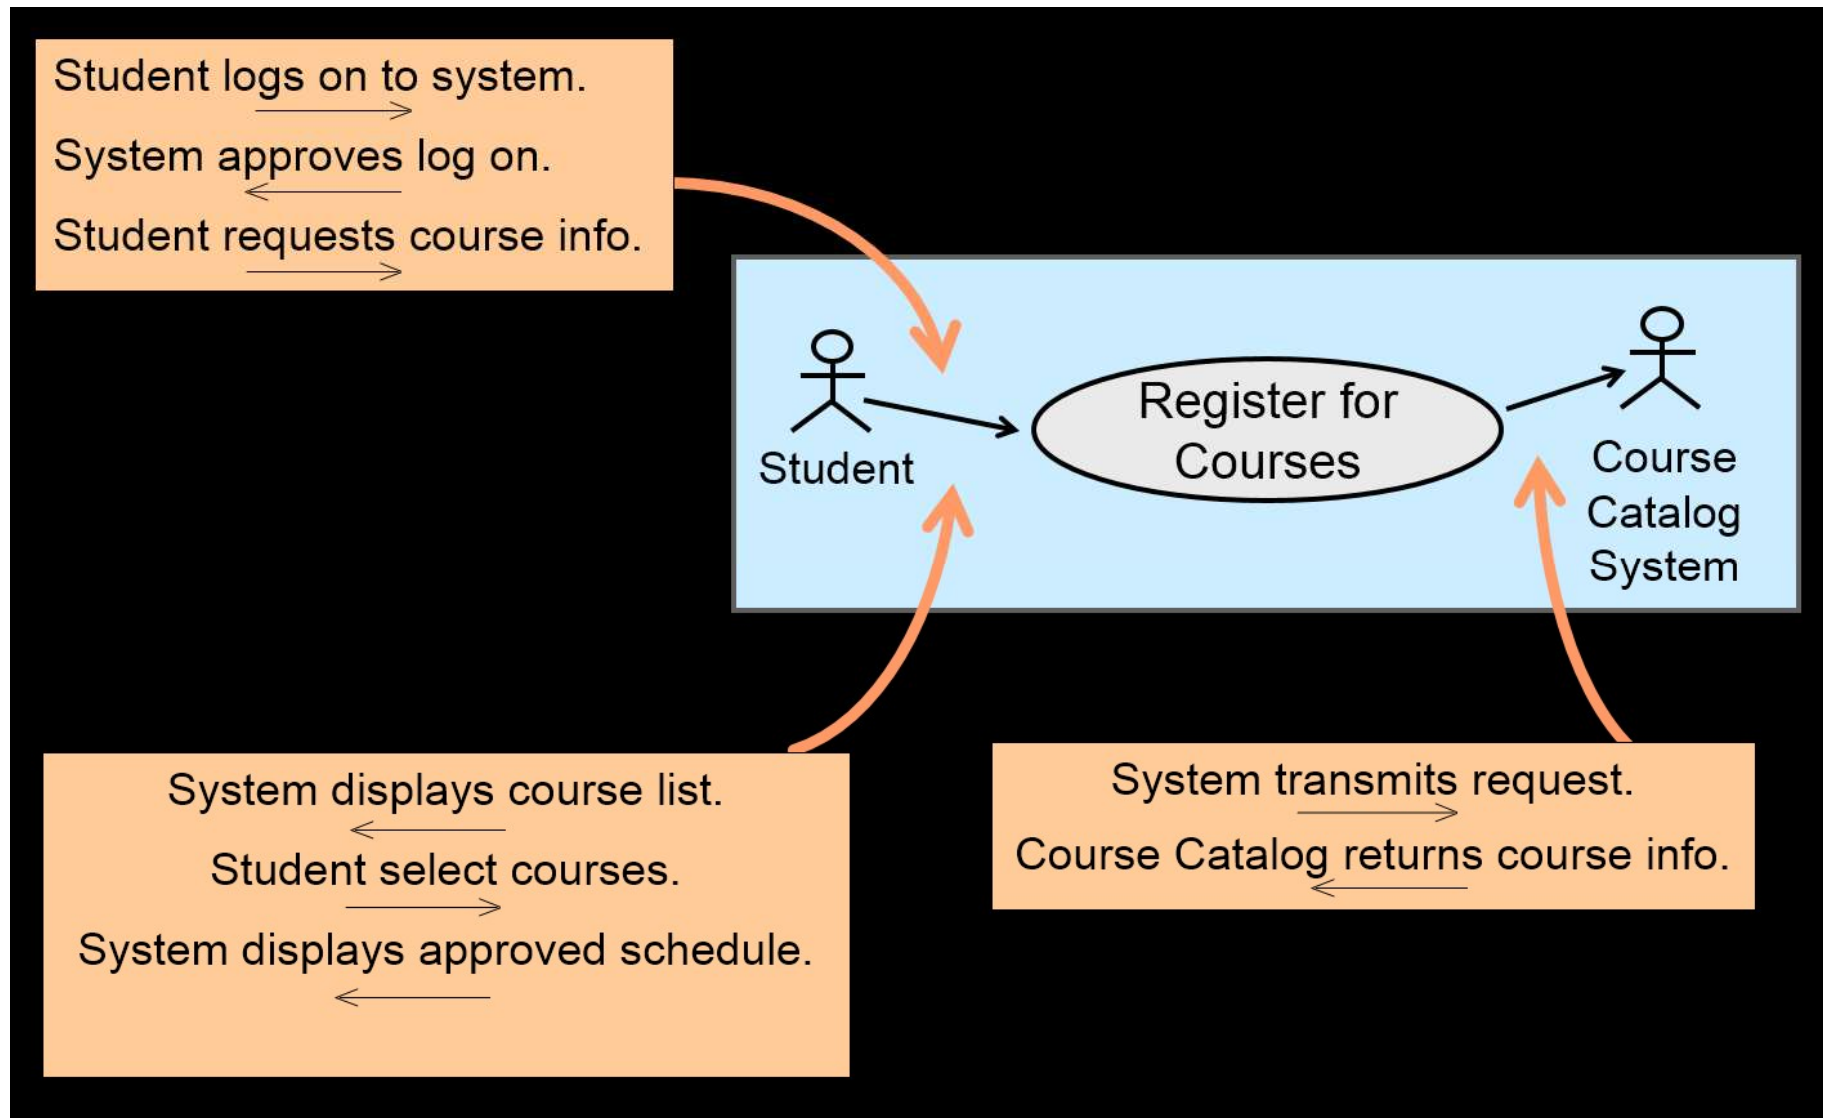 Student logs on to system.
System approves log on.
Student requests course info.
Student
Register for
Courses
Course
Catalog
System
System displays course list.
Student select courses.
System displays approved schedule.
System transmits request.
Course Catalog returns course info.